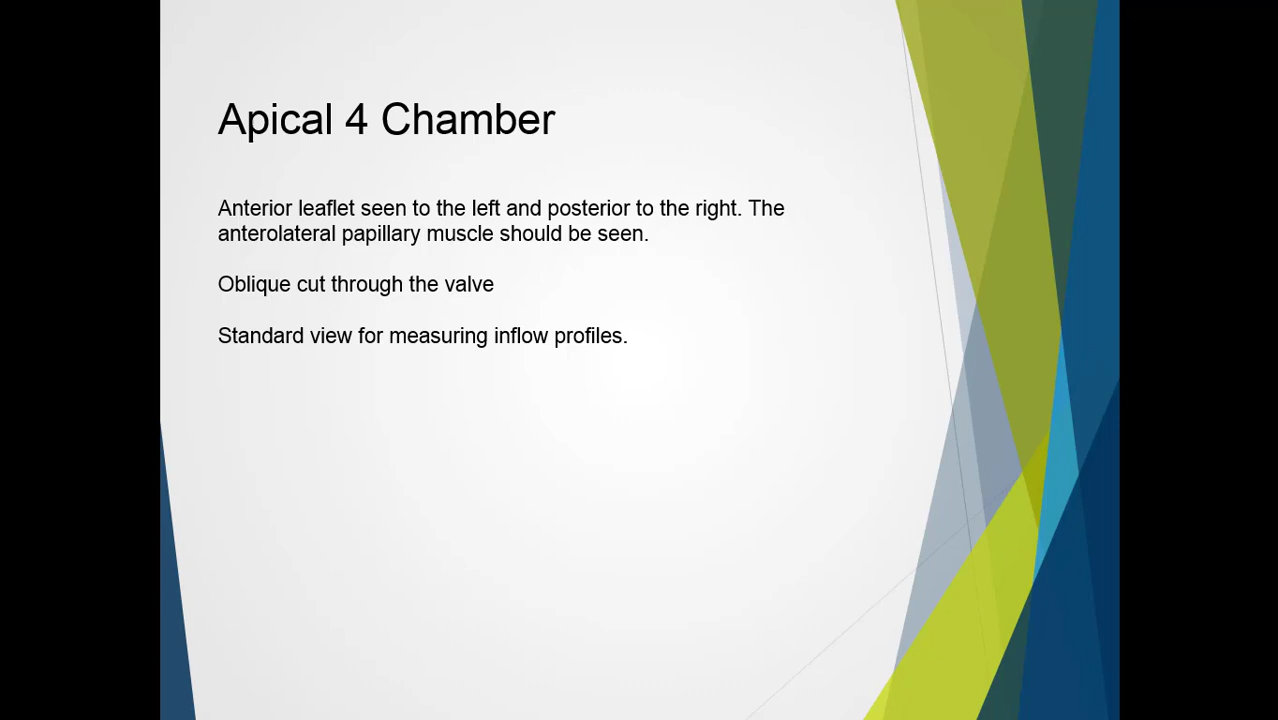 Apical 4 Chamber
Anterior leaflet seen to the left and posterior to the right. The
anterolateral papillary muscle should be seen.
Oblique cut through the valve
Standard view for measuring inflow profiles.